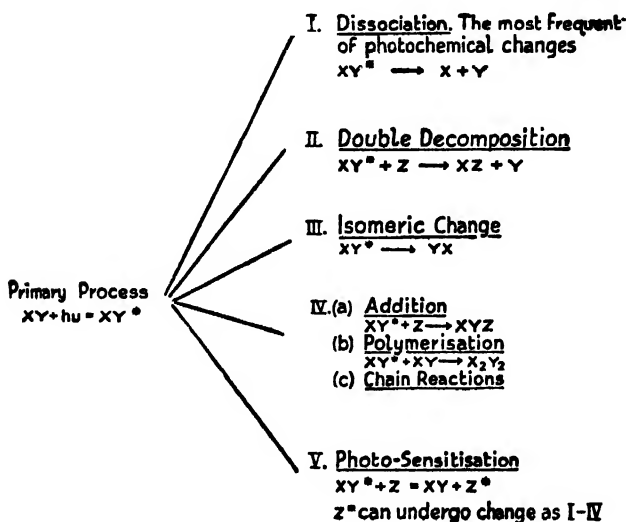 I. Dissociation. The most Frequent
of photochemical changes
XY* ⟶ X + Y
II. Double Decomposition
XY* + Z ⟶ XZ + Y
III. Isomeric Change
XY* ⟶ YX
Primary Process
XY + hυ = XY*
IV.(a) Addition
XY* + Z ⟶ XYZ
(b) Polymerisation
XY* + XY ⟶ X₂Y₂
(c) Chain Reactions
V. Photo-Sensitisation
XY* + Z = XY + Z*
Z* can undergo change as I-IV